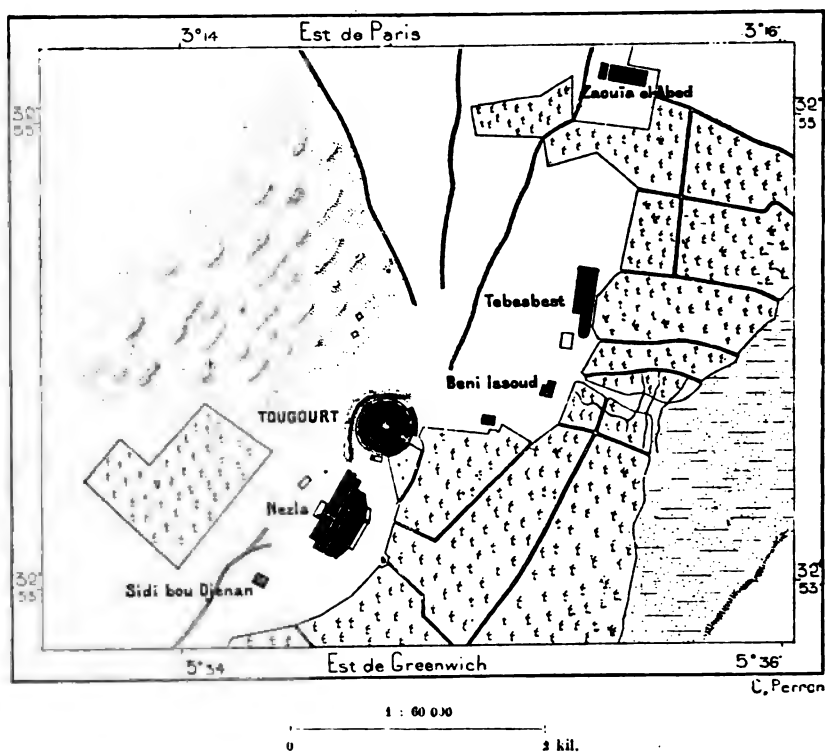 3°14 Est de Paris 3°16'
Zaouïa el Abed
32°
55'
32°
55'
Tebesbest
Beni Issoud
TOUGOURT
Nezla
Sidi bou Djenan
32°
53'
32°
53'
5°34 Est de Greenwich 5°36'
C. Perron
1 : 60 000
0 2 kil.